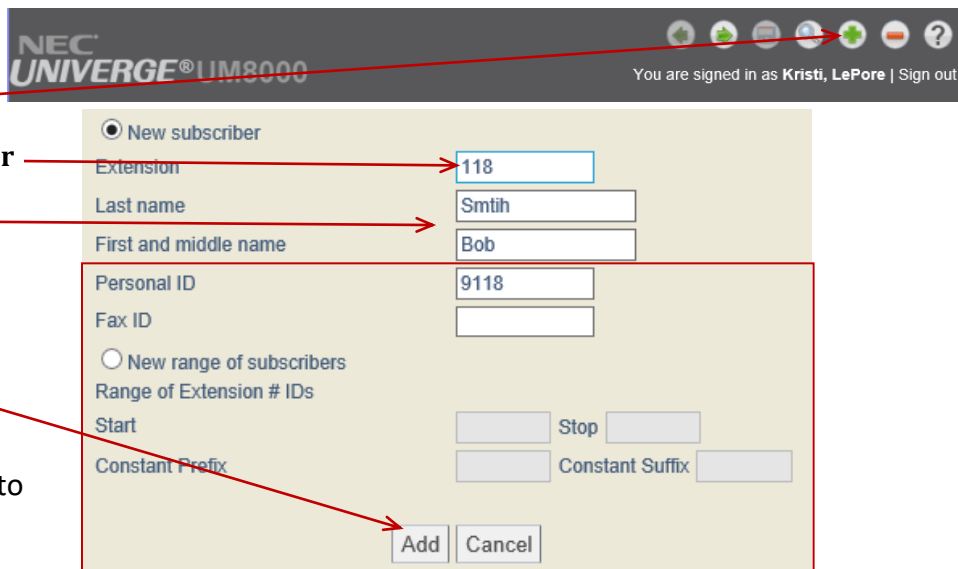 NEC
UNIVERGE® UM8000
You are signed in as Kristi, LePore | Sign out
New subscriber
r
Extension 118
Last name Smtih
First and middle name Bob
Personal ID 9118
Fax ID
New range of subscribers
Range of Extension # IDs
Start Stop
Constant Prefix Constant Suffix
to
Add Cancel